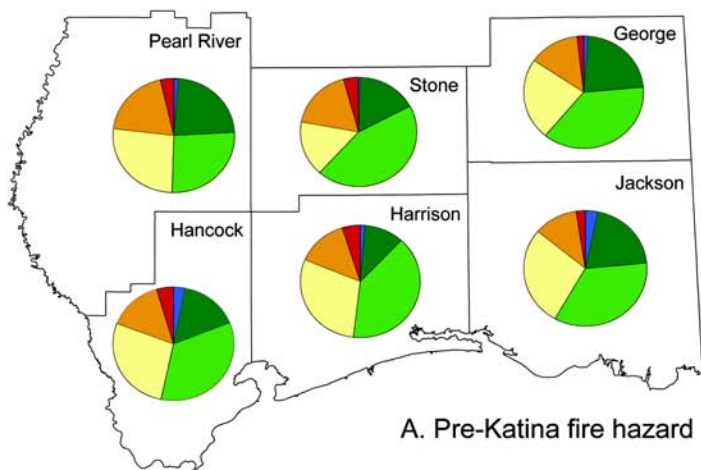 Pearl River
George
Stone
Jackson
Hancock
Harrison
A. Pre-Katina fire hazard